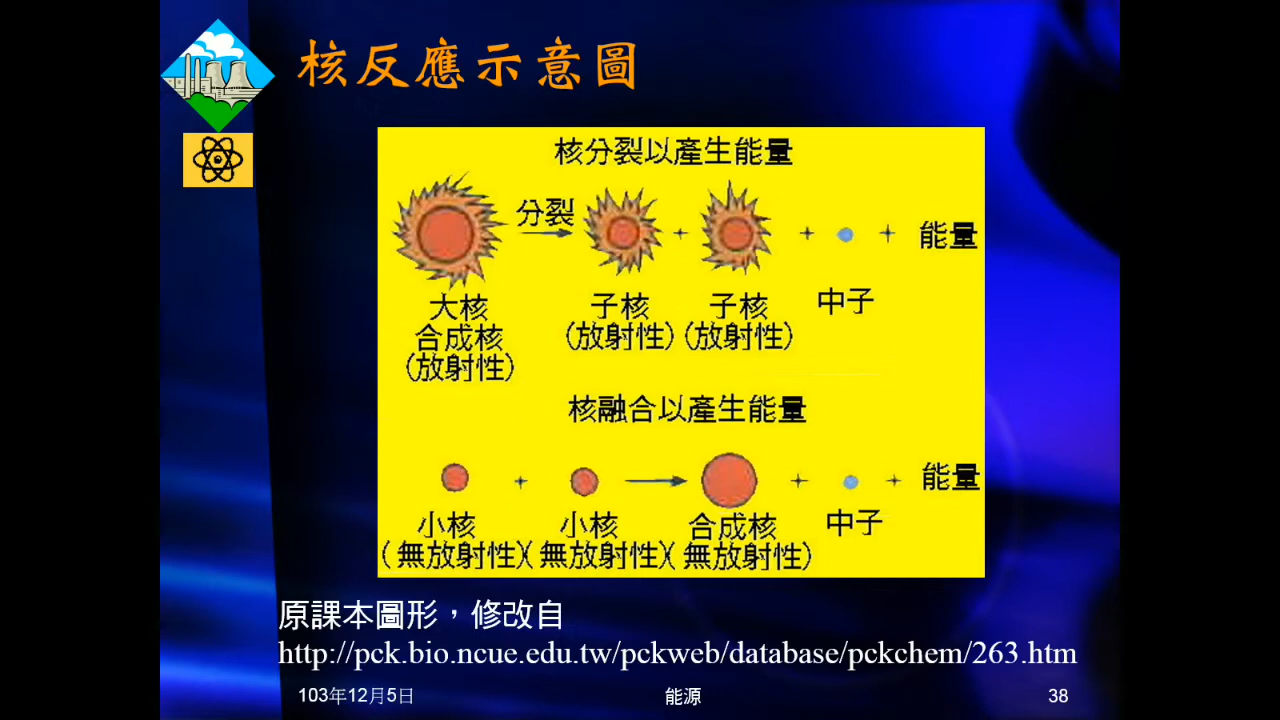 核反應示意圖
核分裂以產生能量
分裂
+ + + 能量
大核 子核 子核 中子
合成核 (放射性) (放射性)
(放射性)
核融合以產生能量
+ + + 能量
小核 小核 合成核 中子
(無放射性)(無放射性)(無放射性)
原課本圖形，修改自
http://pck.bio.ncue.edu.tw/pckweb/database/pckchem/263.htm
103年12月5日 能源 38